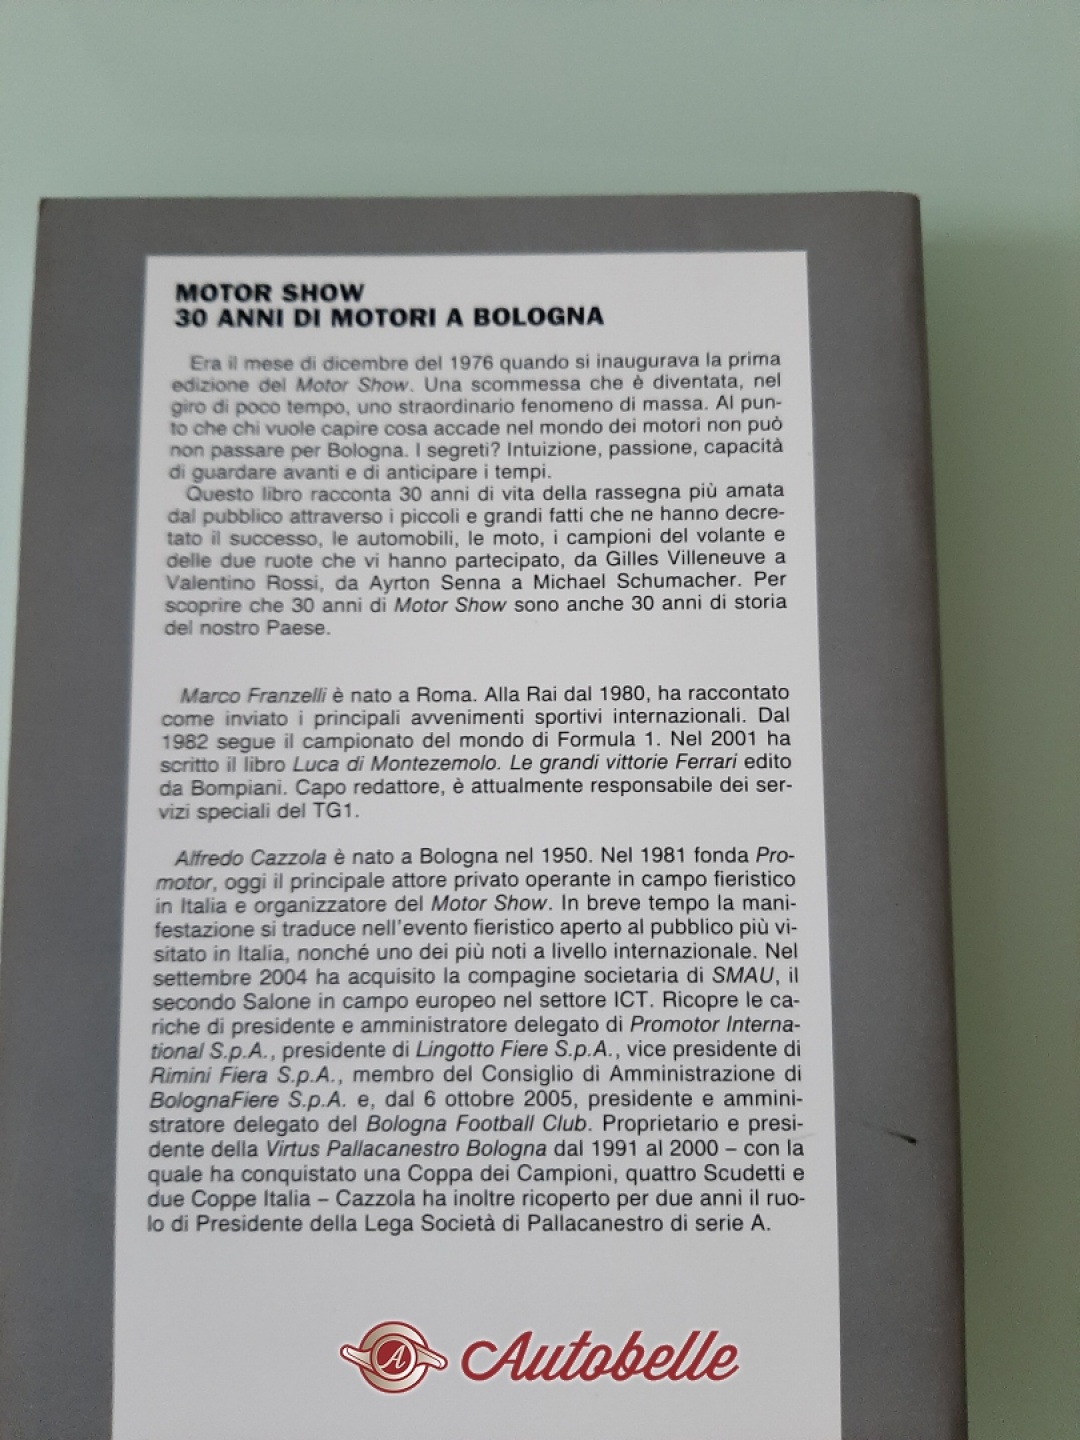 MOTOR SHOW
30 ANNI DI MOTORI A BOLOGNA
Era il mese di dicembre del 1976 quando si inaugurava la prima
edizione del Motor Show. Una scommessa che è diventata, nel
giro di poco tempo, uno straordinario fenomeno di massa. Al pun-
to che chi vuole capire cosa accade nel mondo dei motori non può
non passare per Bologna. I segreti? Intuizione, passione, capacità
di guardare avanti e di anticipare i tempi.
Questo libro racconta 30 anni di vita della rassegna più amata
dal pubblico attraverso i piccoli e grandi fatti che ne hanno decre-
tato il successo, le automobili, le moto, i campioni del volante e
delle due ruote che vi hanno partecipato, da Gilles Villeneuve a
Valentino Rossi, da Ayrton Senna a Michael Schumacher. Per
scoprire che 30 anni di Motor Show sono anche 30 anni di storia
del nostro Paese.
Marco Franzelli è nato a Roma. Alla Rai dal 1980, ha raccontato
come inviato i principali avvenimenti sportivi internazionali. Dal
1982 segue il campionato del mondo di Formula 1. Nel 2001 ha
scritto il libro Luca di Montezemolo. Le grandi vittorie Ferrari edito
da Bompiani. Capo redattore, è attualmente responsabile dei ser-
vizi speciali del TG1.
Alfredo Cazzola è nato a Bologna nel 1950. Nel 1981 fonda Pro-
motor, oggi il principale attore privato operante in campo fieristico
in Italia e organizzatore del Motor Show. In breve tempo la mani-
festazione si traduce nell'evento fieristico aperto al pubblico più vi-
sitato in Italia, nonché uno dei più noti a livello internazionale. Nel
settembre 2004 ha acquisito la compagine societaria di SMAU, il
secondo Salone in campo europeo nel settore ICT. Ricopre le ca-
riche di presidente e amministratore delegato di Promotor Interna-
tional S.p.A., presidente di Lingotto Fiere S.p.A., vice presidente di
Rimini Fiera S.p.A., membro del Consiglio di Amministrazione di
BolognaFiere S.p.A. e, dal 6 ottobre 2005, presidente e ammini-
stratore delegato del Bologna Football Club. Proprietario e presi-
dente della Virtus Pallacanestro Bologna dal 1991 al 2000 – con la
quale ha conquistato una Coppa dei Campioni, quattro Scudetti e
due Coppe Italia – Cazzola ha inoltre ricoperto per due anni il ruo-
lo di Presidente della Lega Società di Pallacanestro di serie A.
A Autobelle